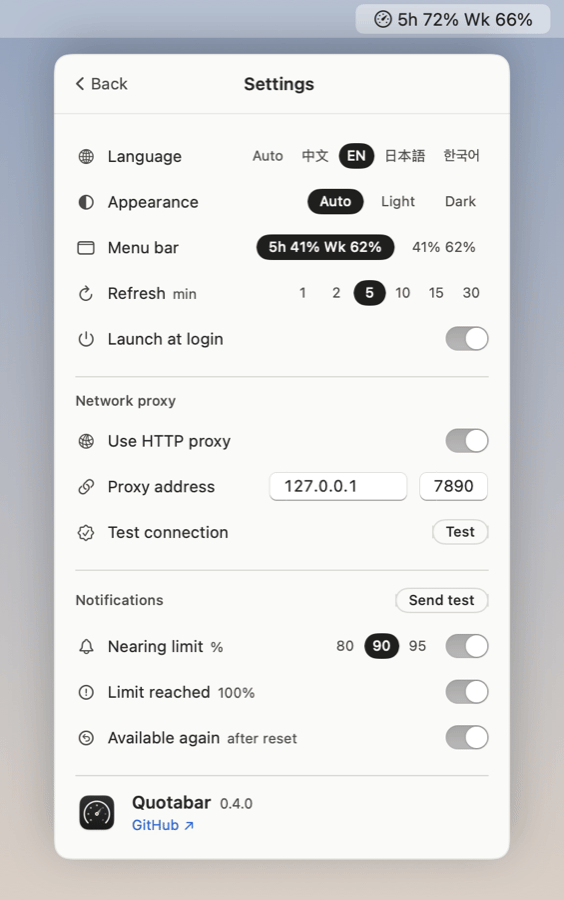 5h 72% Wk 66%
Back
Settings
Language Auto 中文 EN 日本語 한국어
Appearance Auto Light Dark
Menu bar 5h 41% Wk 62% 41% 62%
Refresh min 1 2 5 10 15 30
Launch at login
Network proxy
Use HTTP proxy
Proxy address 127.0.0.1 7890
Test connection Test
Notifications Send test
Nearing limit % 80 90 95
Limit reached 100%
Available again after reset
Quotabar 0.4.0
GitHub ↗